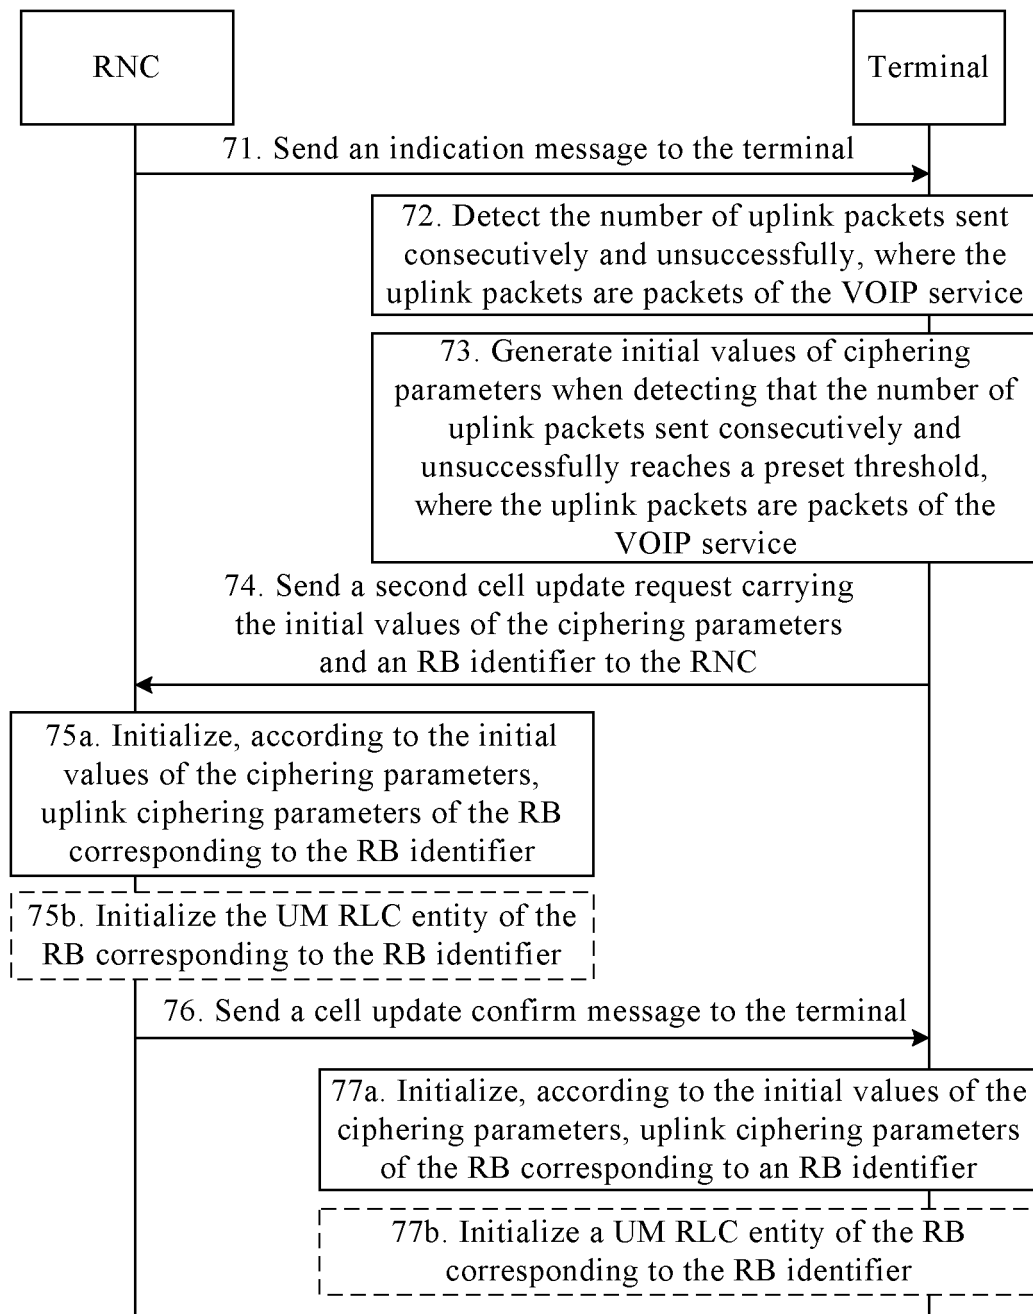 RNC
Terminal
71. Send an indication message to the terminal
72. Detect the number of uplink packets sent
consecutively and unsuccessfully, where the
uplink packets are packets of the VOIP service
73. Generate initial values of ciphering
parameters when detecting that the number of
uplink packets sent consecutively and
unsuccessfully reaches a preset threshold,
where the uplink packets are packets of the
VOIP service
74. Send a second cell update request carrying
the initial values of the ciphering parameters
and an RB identifier to the RNC
75a. Initialize, according to the initial
values of the ciphering parameters,
uplink ciphering parameters of the RB
corresponding to the RB identifier
75b. Initialize the UM RLC entity of the
RB corresponding to the RB identifier
76. Send a cell update confirm message to the terminal
77a. Initialize, according to the initial values of the
ciphering parameters, uplink ciphering parameters
of the RB corresponding to an RB identifier
77b. Initialize a UM RLC entity of the RB
corresponding to the RB identifier